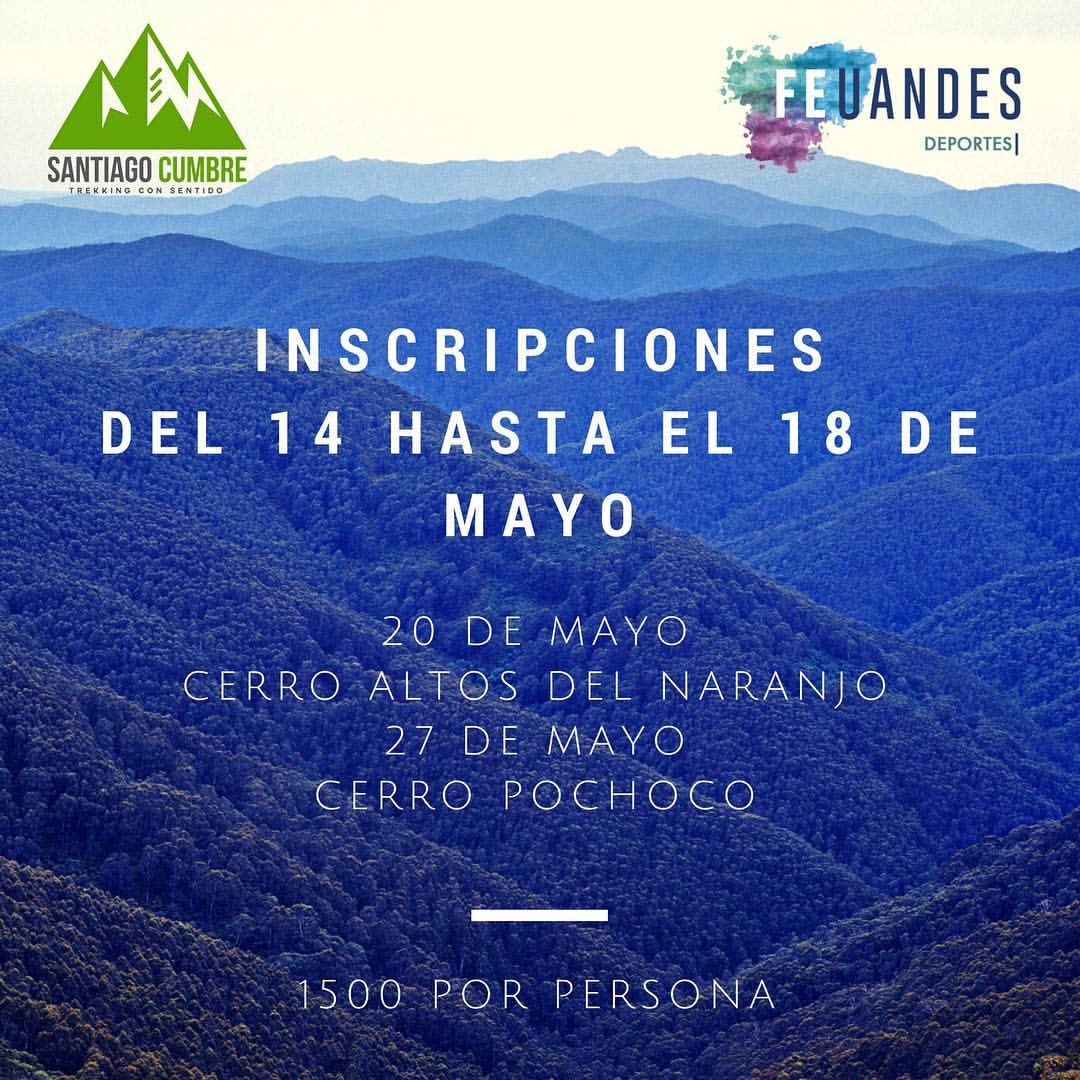 SANTIAGO CUMBRE
TREKKING CON SENTIDO
FEUANDES
DEPORTES|
INSCRIPCIONES
DEL 14 HASTA EL 18 DE
MAYO
20 DE MAYO
CERRO ALTOS DEL NARANJO
27 DE MAYO
CERRO POCHOCO
1500 POR PERSONA